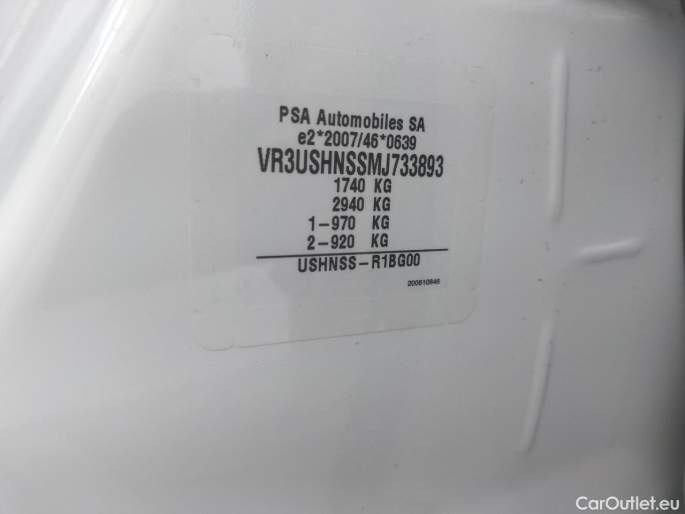 PSA Automobiles SA
e2*2007/46*0639
VR3USHNSSMJ733893
1740 KG
2940 KG
1-970 KG
2-920 KG
USHNSS-R1BG00
200610946
CarOutlet.eu